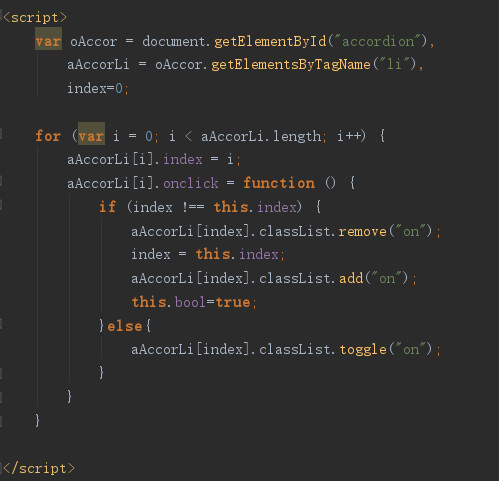 <script>
var oAccor = document.getElementById("accordion"),
aAccorLi = oAccor.getElementsByTagName("li"),
index=0;
for (var i = 0; i < aAccorLi.length; i++) {
aAccorLi[i].index = i;
aAccorLi[i].onclick = function () {
if (index !== this.index) {
aAccorLi[index].classList.remove("on");
index = this.index;
aAccorLi[index].classList.add("on");
this.bool=true;
}else{
aAccorLi[index].classList.toggle("on");
}
}
}
</script>